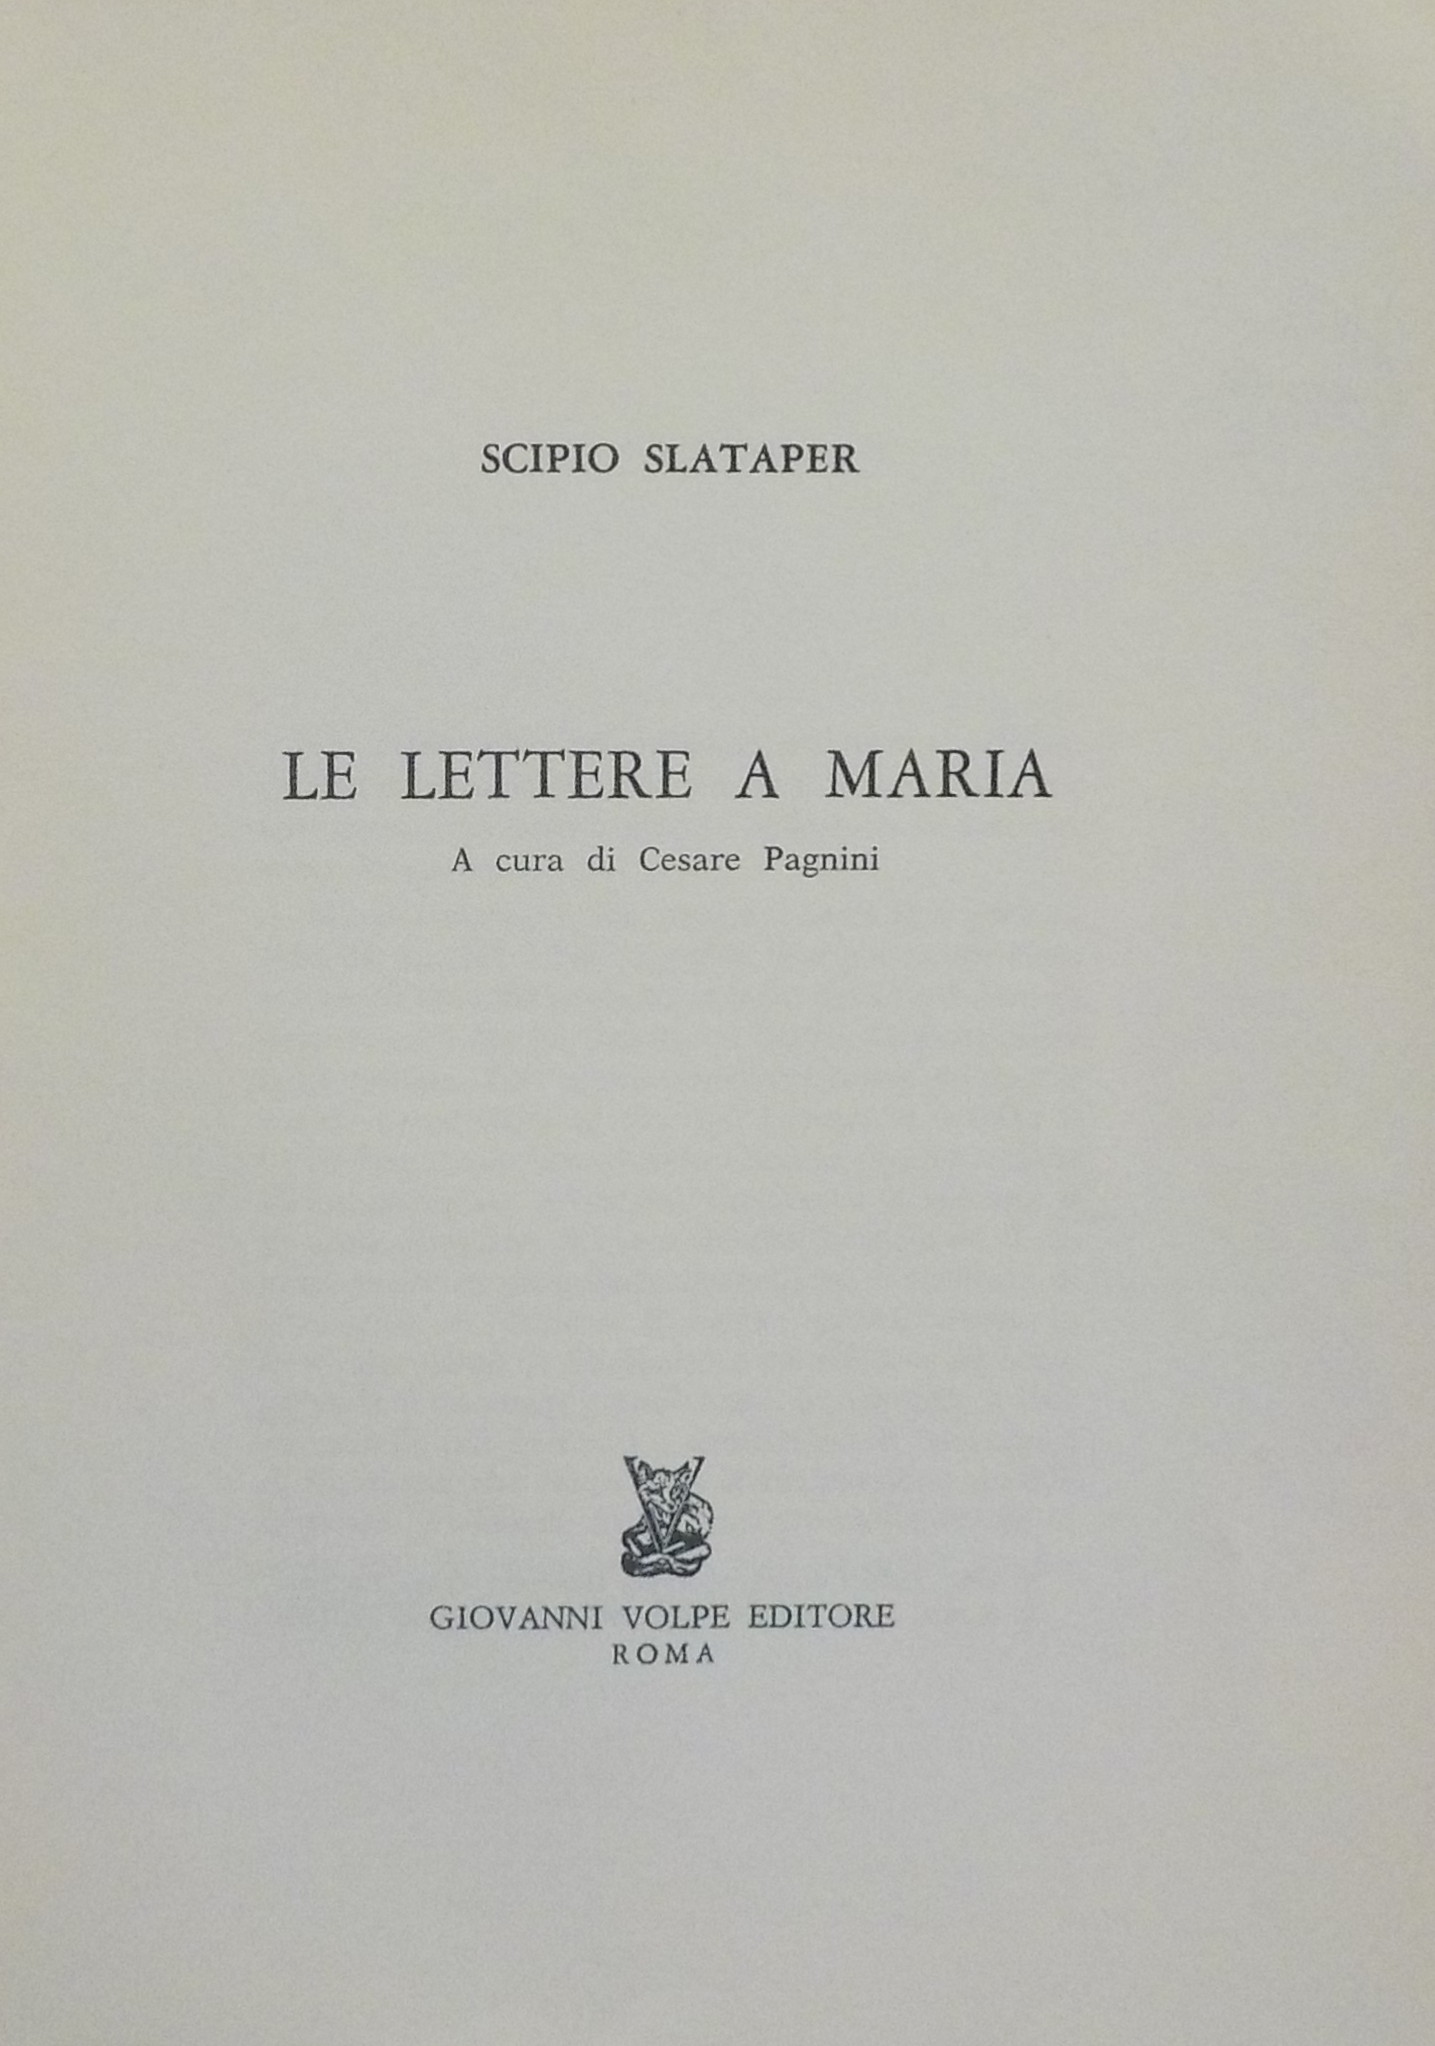 SCIPIO SLATAPER
LE LETTERE A MARIA
A cura di Cesare Pagnini
V
GIOVANNI VOLPE EDITORE
ROMA